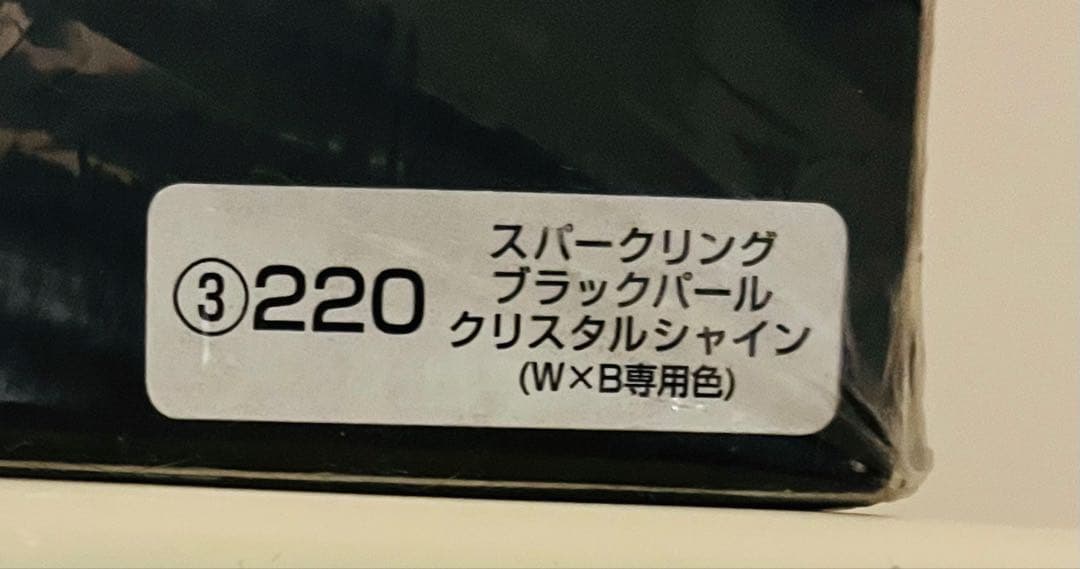 ③220
スパークリング
ブラックパール
クリスタルシャイン
(W×B専用色)